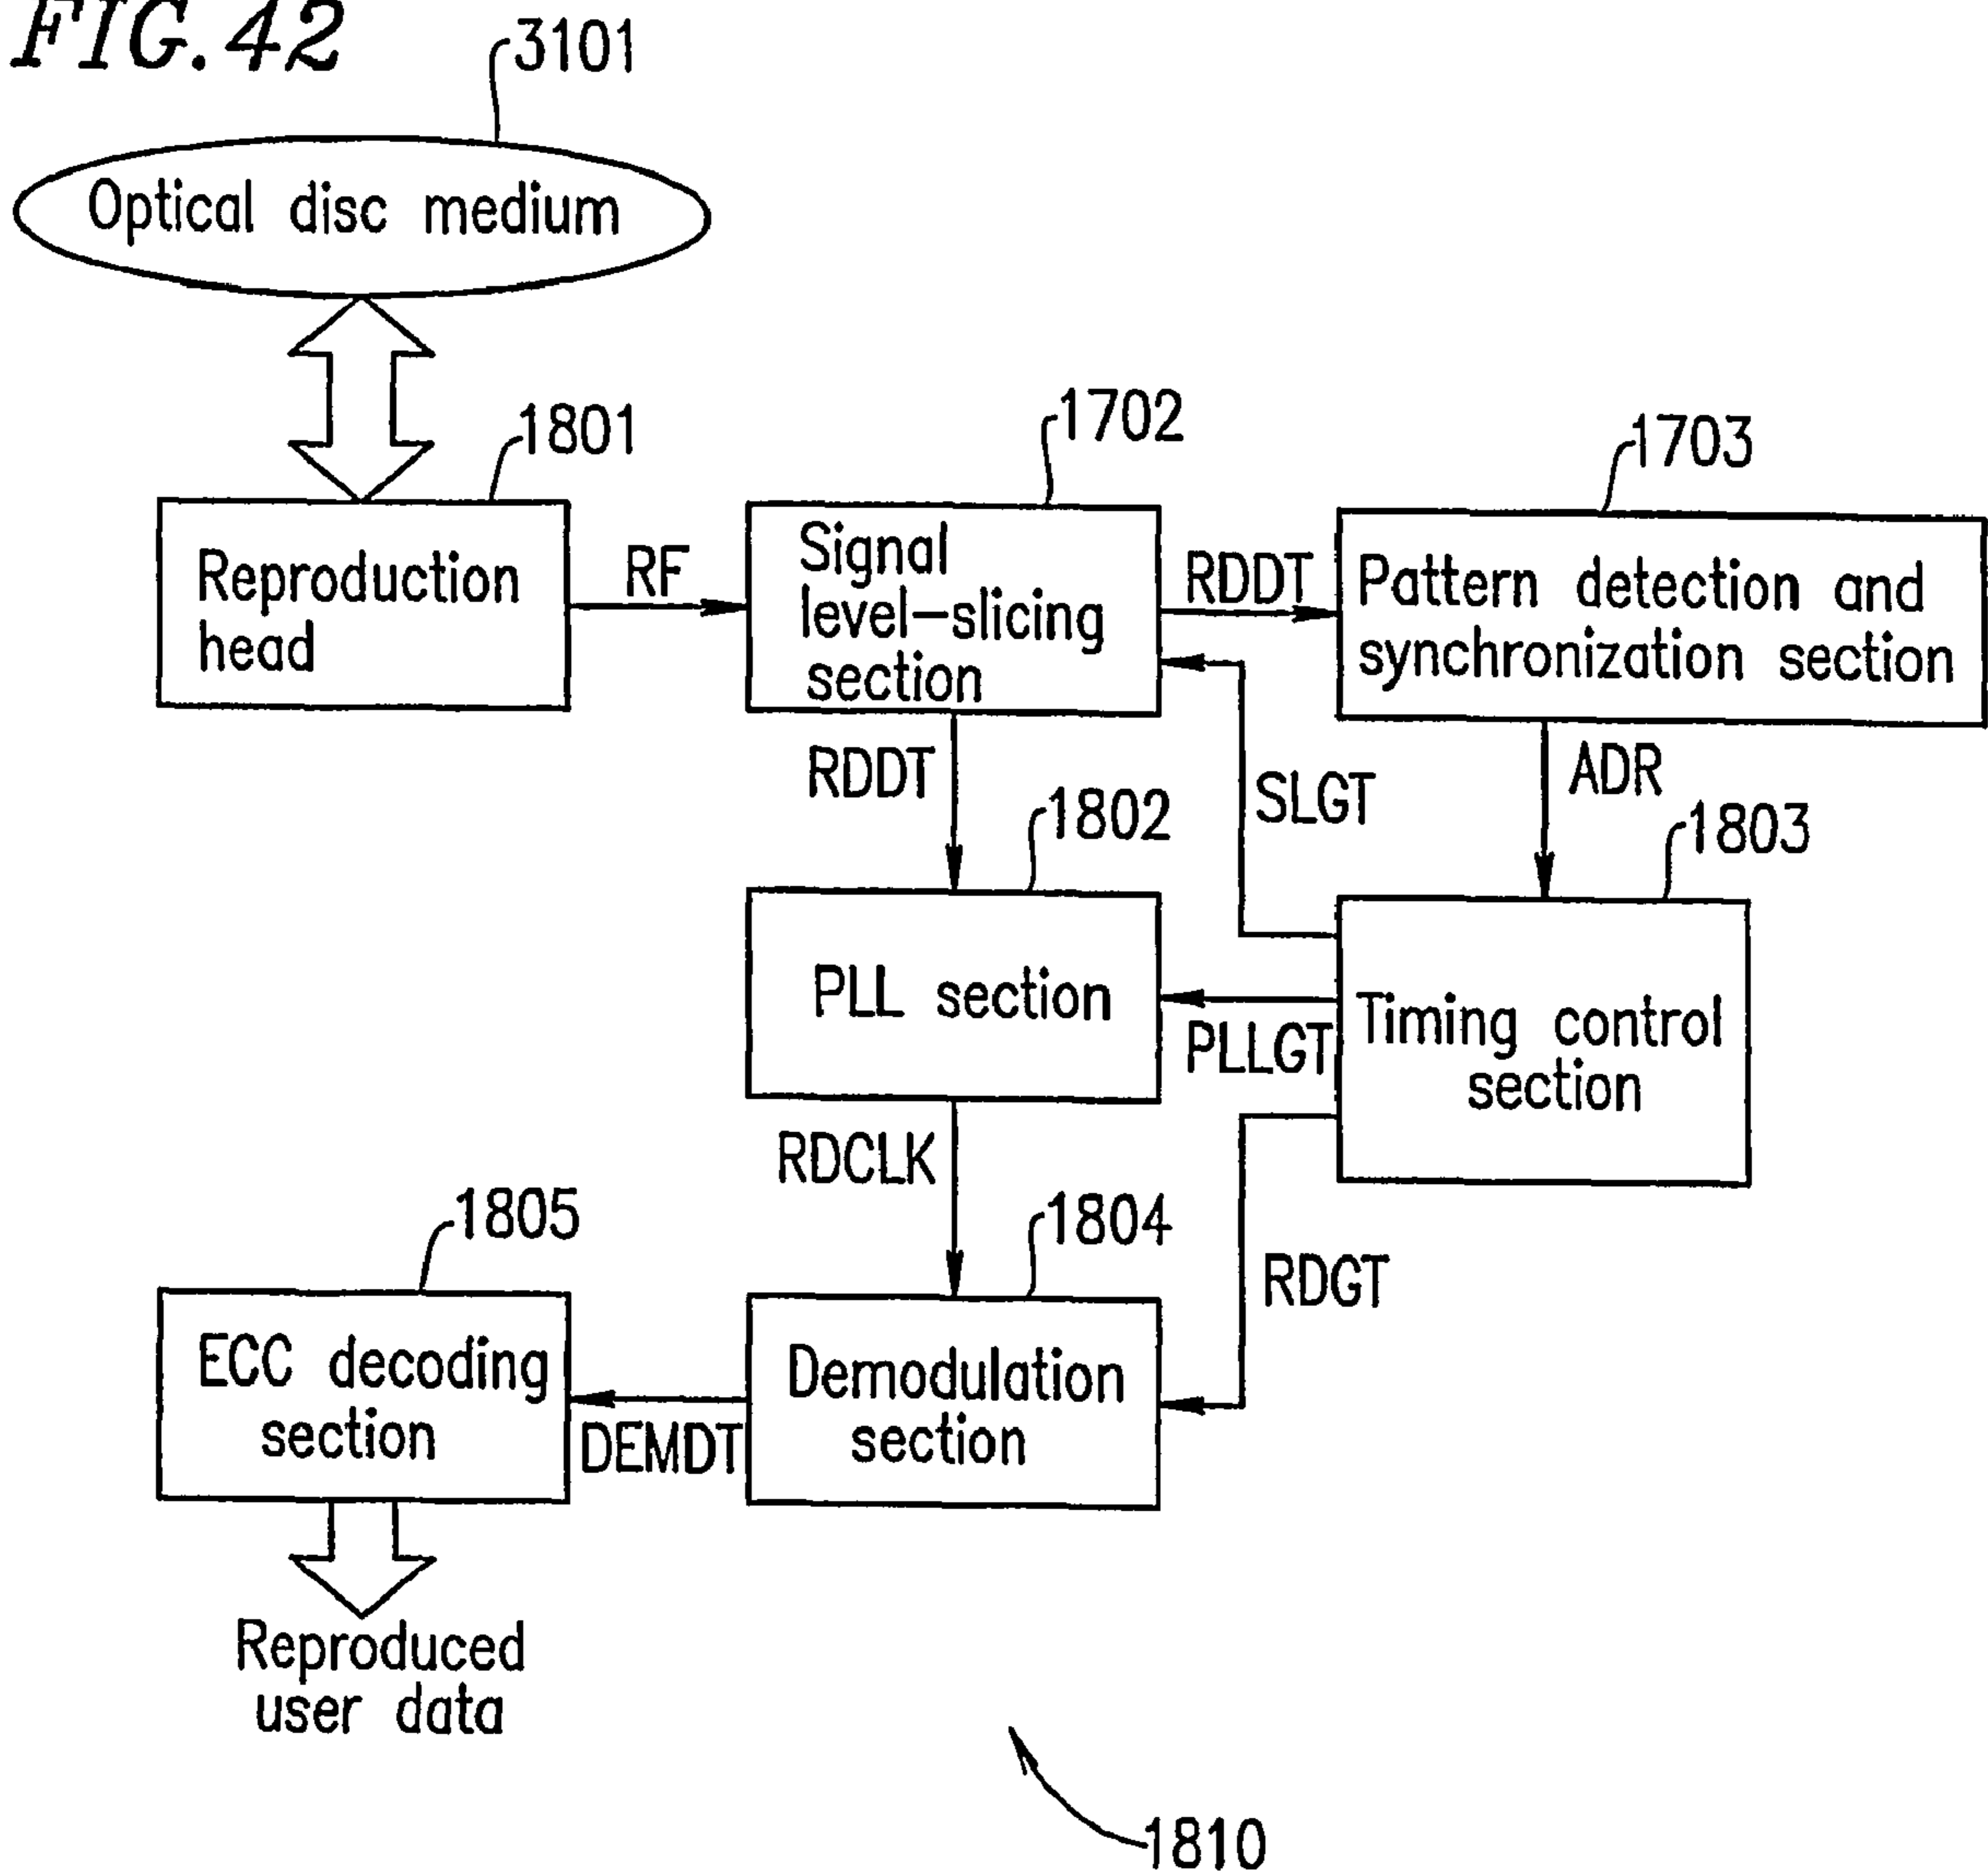 FIG. 42
3101
Optical disc medium
1801
1702
1703
Reproduction
head
RF
Signal
level-slicing
section
RDDT
Pattern detection and
synchronization section
RDDT
SLGT
ADR
1802
1803
PLL section
PLLGT
Timing control
section
RDCLK
1805
1804
RDGT
ECC decoding
section
DEMDT
Demodulation
section
Reproduced
user data
1810